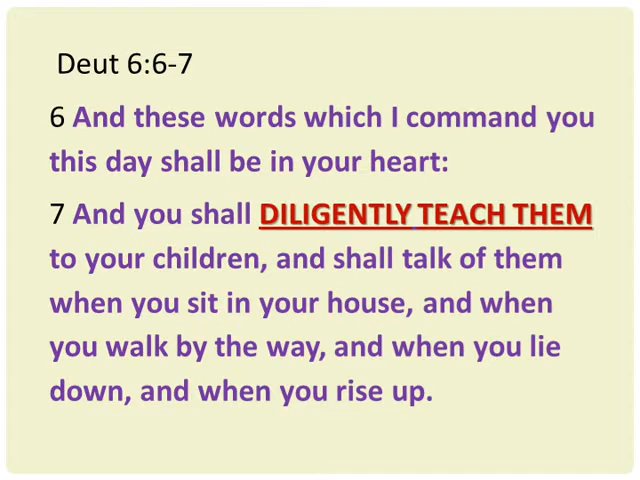 Deut 6:6-7
6 And these words which I command you
this day shall be in your heart:
7 And you shall DILIGENTLY TEACH THEM
to your children, and shall talk of them
when you sit in your house, and when
you walk by the way, and when you lie
down, and when you rise up.